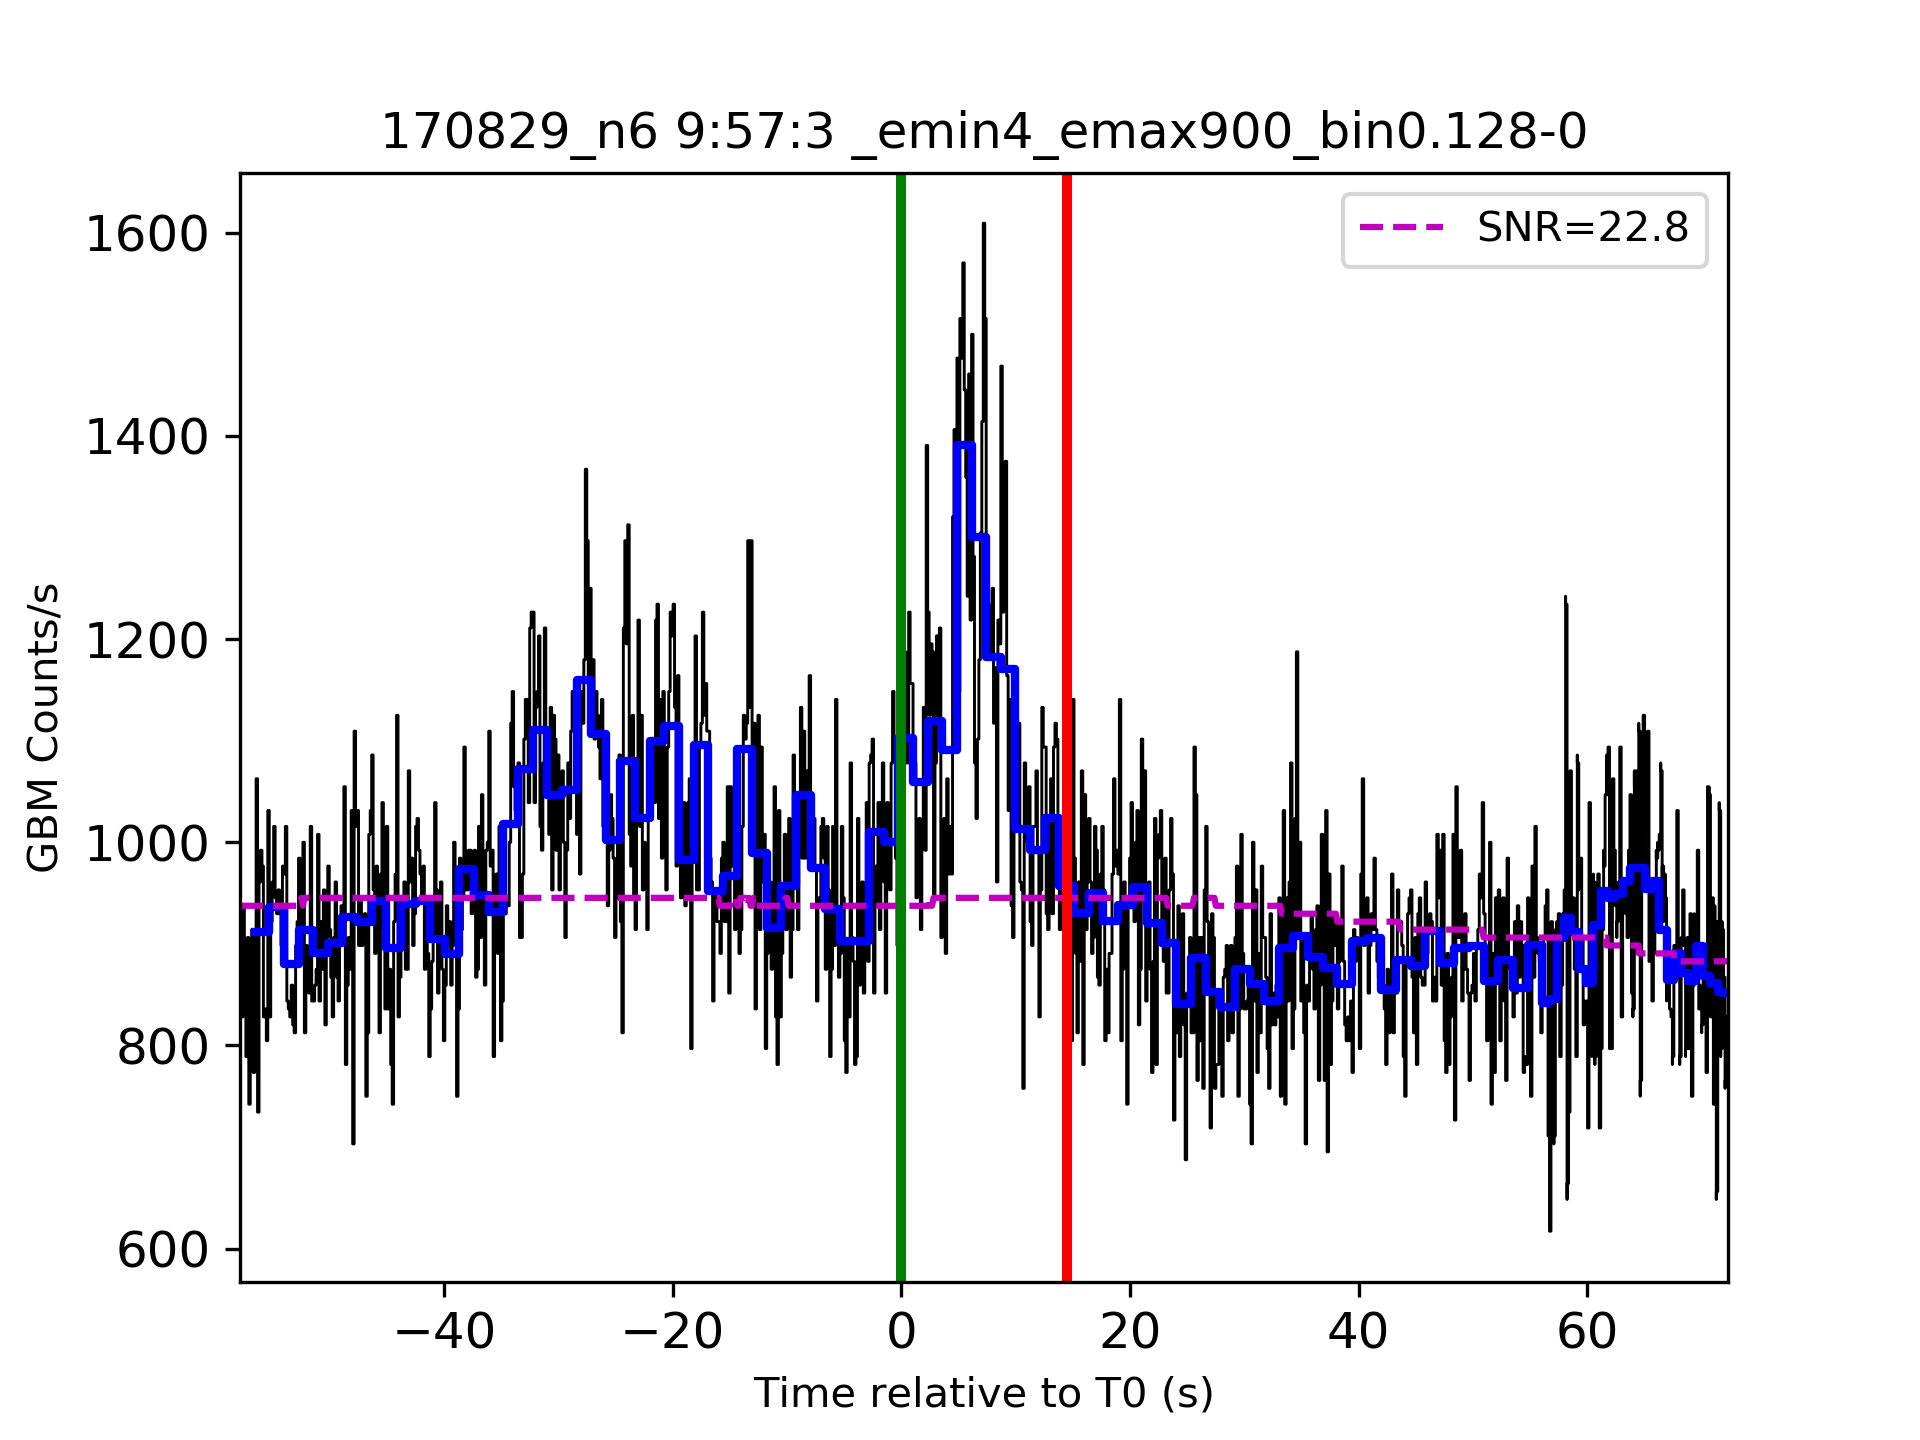 170829_n6 9:57:3 _emin4_emax900_bin0.128-0
SNR=22.8
1600
1400
1200
1000
800
600
GBM Counts/s
−40 −20 0 20 40 60
Time relative to T0 (s)